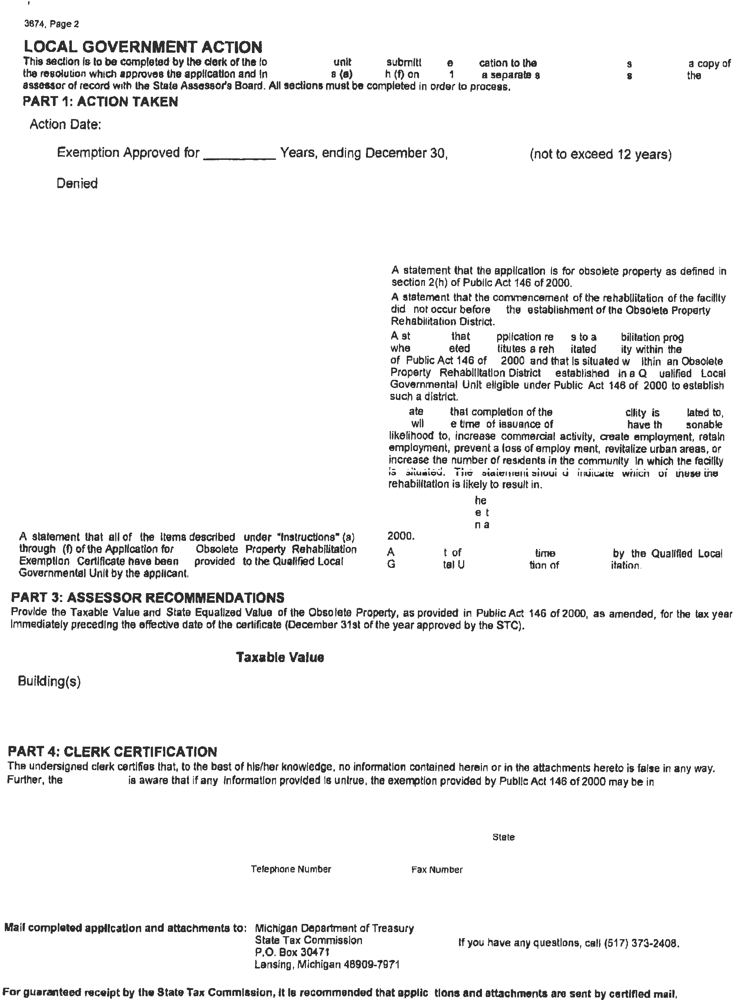 3674, Page 2
LOCAL GOVERNMENT ACTION
This section is to be completed by the clerk of the lo unit submitti e cation to the s a copy of
the resolution which approves the application and in s (a) h (f) on 1 a separate s s the
assessor of record with the State Assessor's Board. All sections must be completed in order to process.
PART 1: ACTION TAKEN
Action Date:
Exemption Approved for Years, ending December 30, (not to exceed 12 years)
Denied
A statement that the application is for obsolete property as defined in
section 2(h) of Public Act 146 of 2000.
A statement that the commencement of the rehabilitation of the facility
did not occur before the establishment of the Obsolete Property
Rehabilitation District.
A st that pplication re s to a bilitation prog
whe eted titutes a reh itated ity within the
of Public Act 146 of 2000 and that is situated w ithin an Obsolete
Property Rehabilitation District established in a Q ualified Local
Governmental Unit eligible under Public Act 146 of 2000 to establish
such a district.
ate that completion of the cility is lated to,
wil e time of issuance of have th sonable
likelihood to, increase commercial activity, create employment, retain
employment, prevent a loss of employ ment, revitalize urban areas, or
increase the number of residents in the community in which the facility
is situated. The statement shoul d indicate which of these the
rehabilitation is likely to result in.
he
e t
n a
2000.
A t of time by the Qualified Local
G tal U tion of itation.
A statement that all of the items described under "Instructions" (a)
through (f) of the Application for Obsolete Property Rehabilitation
Exemption Certificate have been provided to the Qualified Local
Governmental Unit by the applicant.
PART 3: ASSESSOR RECOMMENDATIONS
Provide the Taxable Value and State Equalized Value of the Obsolete Property, as provided in Public Act 146 of 2000, as amended, for the tax year
immediately preceding the effective date of the certificate (December 31st of the year approved by the STC).
Taxable Value
Building(s)
PART 4: CLERK CERTIFICATION
The undersigned clerk certifies that, to the best of his/her knowledge, no information contained herein or in the attachments hereto is false in any way.
Further, the is aware that if any information provided is untrue, the exemption provided by Public Act 146 of 2000 may be in
State
Telephone Number Fax Number
Mail completed application and attachments to: Michigan Department of Treasury
State Tax Commission
P.O. Box 30471
Lansing, Michigan 48909-7971
If you have any questions, call (517) 373-2408.
For guaranteed receipt by the State Tax Commission, it is recommended that applic tions and attachments are sent by certified mail.